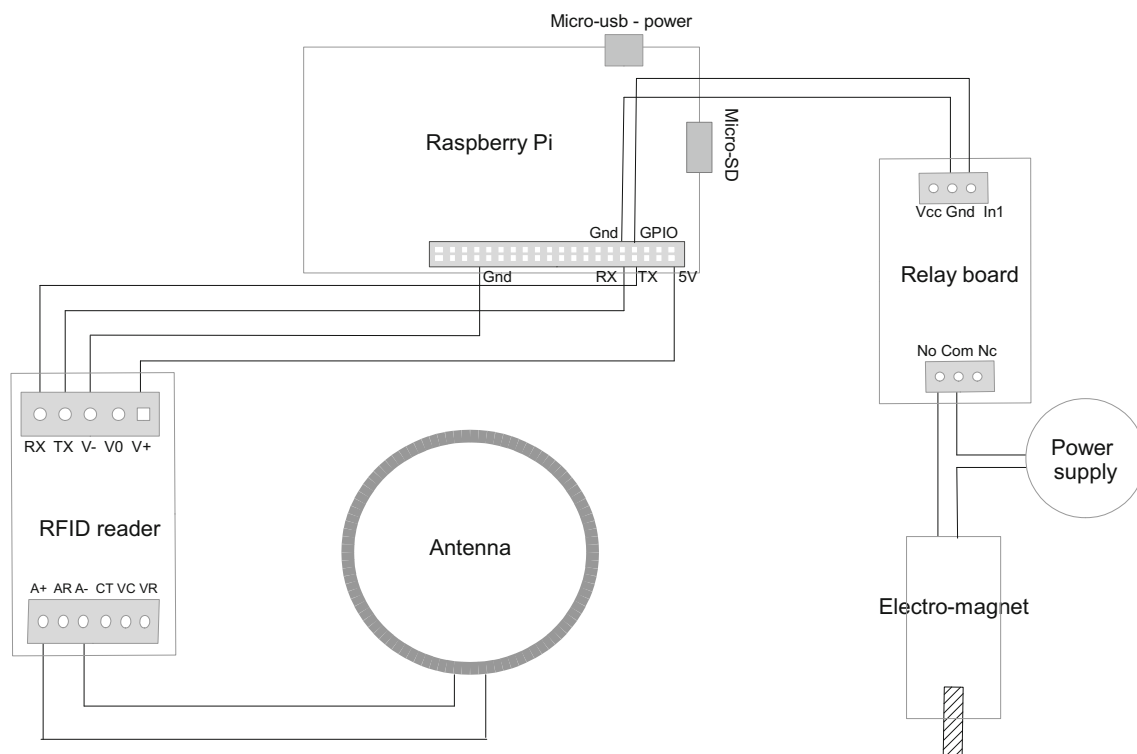 Micro-usb - power
Raspberry Pi
Micro-SD
Gnd GPIO
Gnd RX TX 5V
Vcc Gnd In1
Relay board
No Com Nc
RX TX V- V0 V+
RFID reader
A+ AR A- CT VC VR
Antenna
Power
supply
Electro-magnet